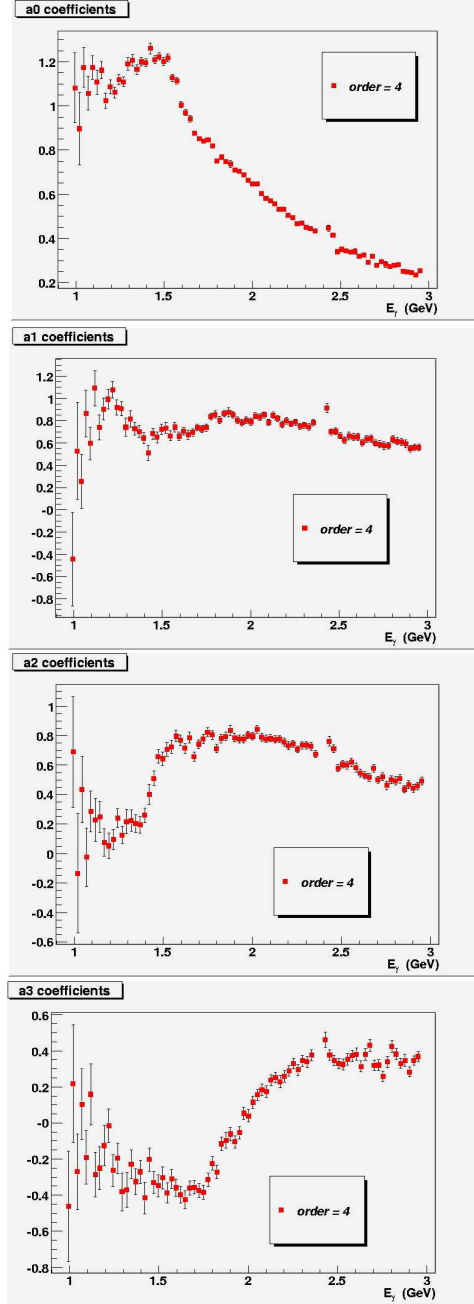 a0 coefficients
1.2
1
0.8
0.6
0.4
0.2
order = 4
1 1.5 2 2.5 3
Eγ (GeV)
a1 coefficients
1.2
1
0.8
0.6
0.4
0.2
-0
-0.2
-0.4
-0.6
-0.8
order = 4
1 1.5 2 2.5 3
Eγ (GeV)
a2 coefficients
1
0.8
0.6
0.4
0.2
0
-0.2
-0.4
-0.6
order = 4
1 1.5 2 2.5 3
Eγ (GeV)
a3 coefficients
0.6
0.4
0.2
-0
-0.2
-0.4
-0.6
-0.8
order = 4
1 1.5 2 2.5 3
Eγ (GeV)